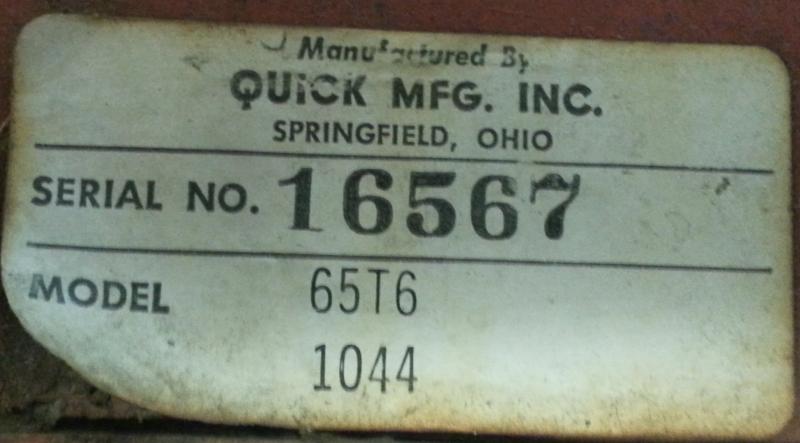 Manufactured By
QUICK MFG. INC.
SPRINGFIELD, OHIO
SERIAL NO. 16567
MODEL 65T6
1044